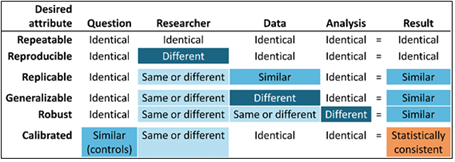 Desired attribute Question Researcher Data Analysis Result
Repeatable Identical Identical Identical Identical = Identical
Reproducible Identical Different Identical Identical = Identical
Replicable Identical Same or different Similar Identical = Similar
Generalizable Identical Same or different Different Identical = Similar
Robust Identical Same or different Same or different Different = Similar
Calibrated Similar (controls) Same or different Identical Identical = Statistically consistent